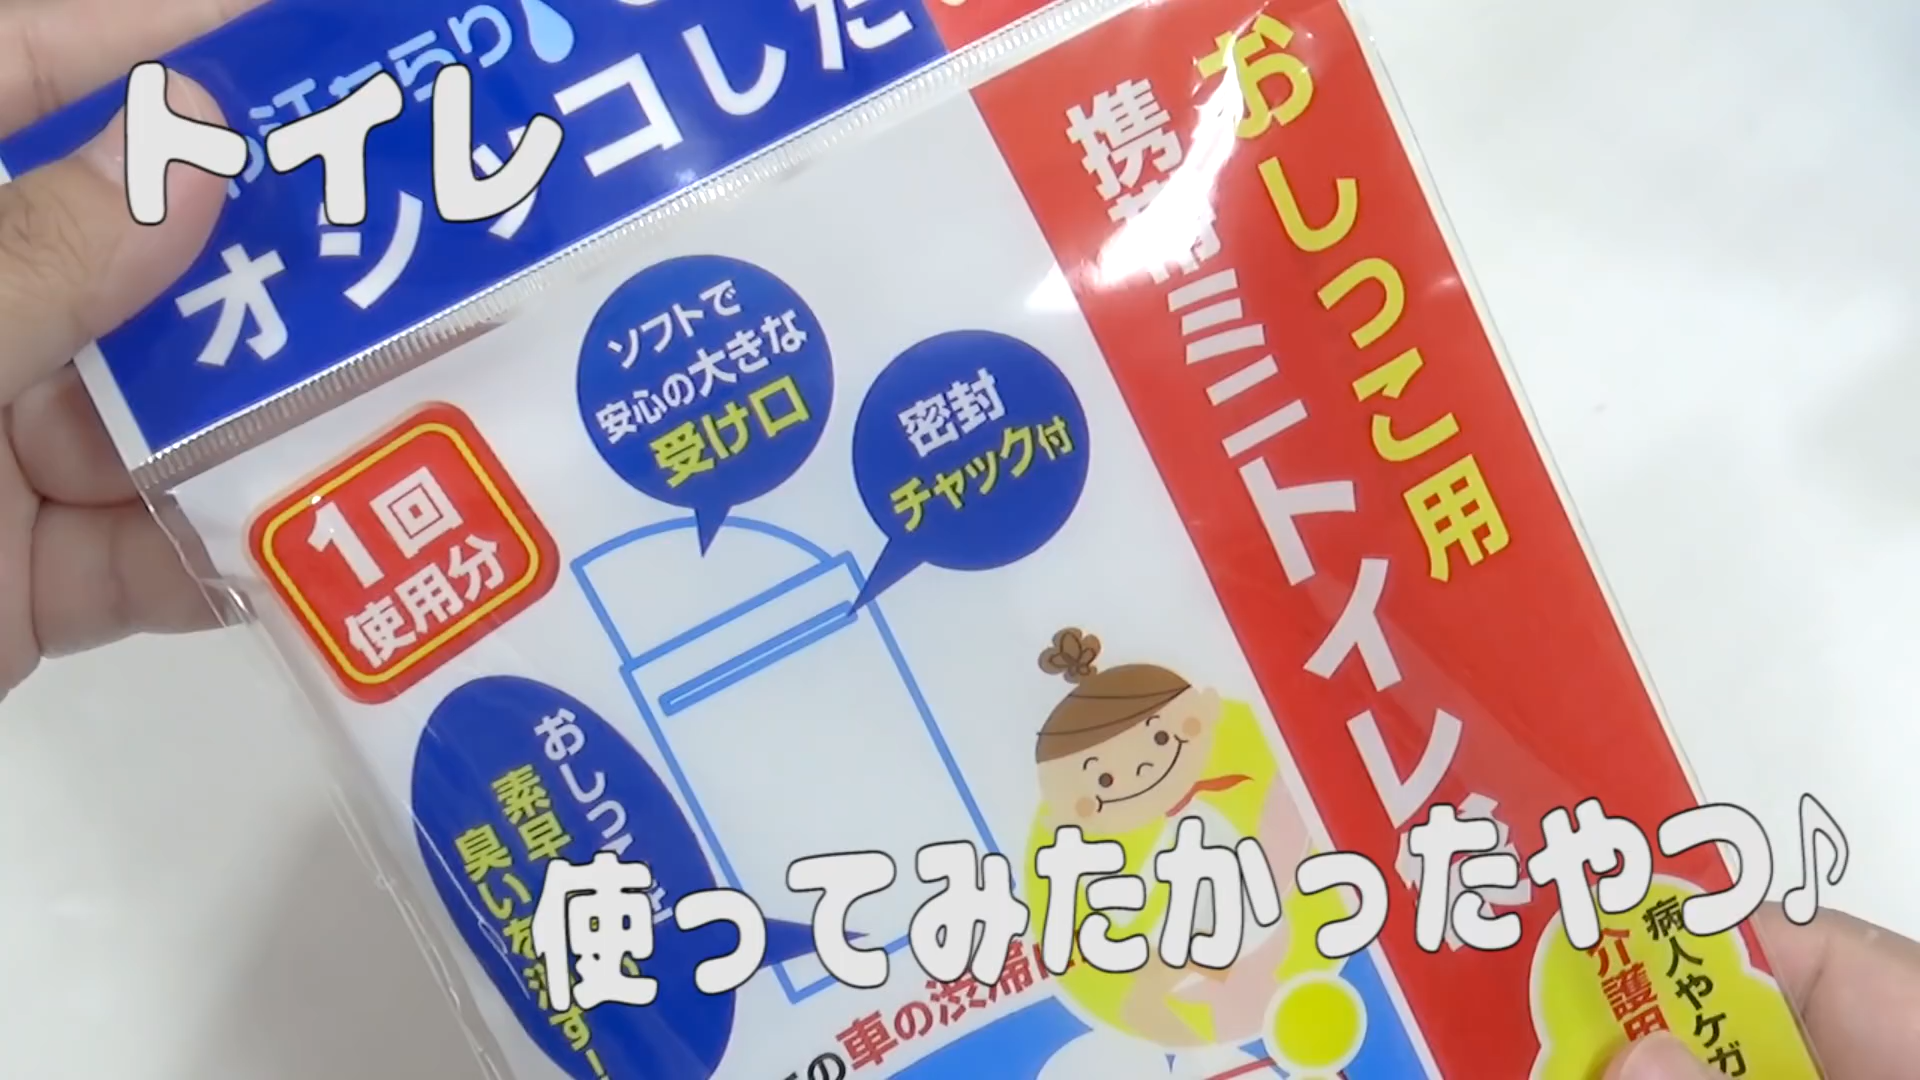 トイレ
オシッコした
おしっこ用
携帯ミニトイレ
ソフトで
安心の大きな
受け口
密封
チャック付
1回
使用分
おしっこを
素早
臭いを
使ってみたかったやつ♪
の車の渋滞に
病人やケガ
介護用